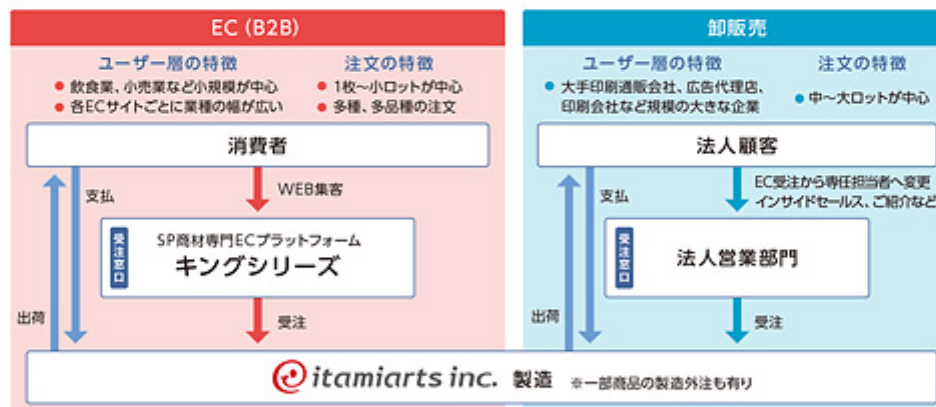 EC(B2B)
ユーザー層の特徴
● 飲食業、小売業など小規模が中心
● 各ECサイトごとに業種の幅が広い
注文の特徴
● 1枚〜小ロットが中心
● 多種、多品種の注文
消費者
支払
WEB集客
受注窓口
SP商材専門ECプラットフォーム
キングシリーズ
出荷
受注
卸販売
ユーザー層の特徴
● 大手印刷通販会社、広告代理店、
印刷会社など規模の大きな企業
注文の特徴
● 中〜大ロットが中心
法人顧客
支払
EC受注から専任担当者へ変更
インサイドセールス、ご紹介など
受注窓口
法人営業部門
出荷
受注
itamiarts inc. 製造 ※一部商品の製造外注も有り